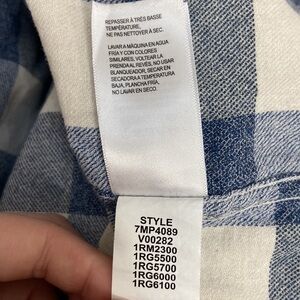 REPASSER À TRÈS BASSE
TEMPÉRATURE.
NE PAS NETTOYER À SEC.
LAVAR A MÁQUINA EN AGUA
FRÍA Y CON COLORES
SIMILARES. VOLTEAR LA
PRENDA AL REVÉS, NO USAR
BLANQUEADOR, SECAR EN
SECADORA A TEMPERATURA
BAJA, PLANCHA FRÍA.
NO LAVAR EN SECO.
STYLE
7MP4089
V00282
1RM2300
1RG5500
1RG5700
1RG6000
1RG6100